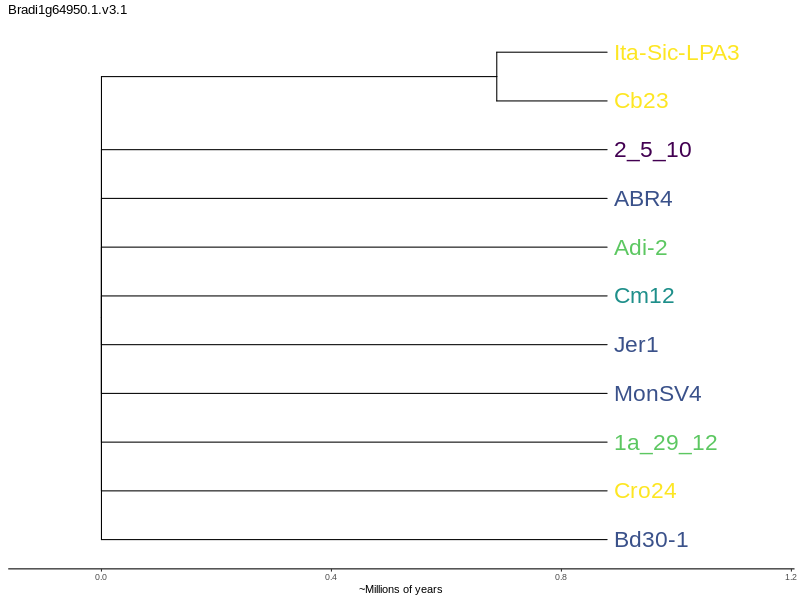 Bradi1g64950.1.v3.1
Ita-Sic-LPA3
Cb23
2_5_10
ABR4
Adi-2
Cm12
Jer1
MonSV4
1a_29_12
Cro24
Bd30-1
0.0 0.4 0.8 1.2
~Millions of years